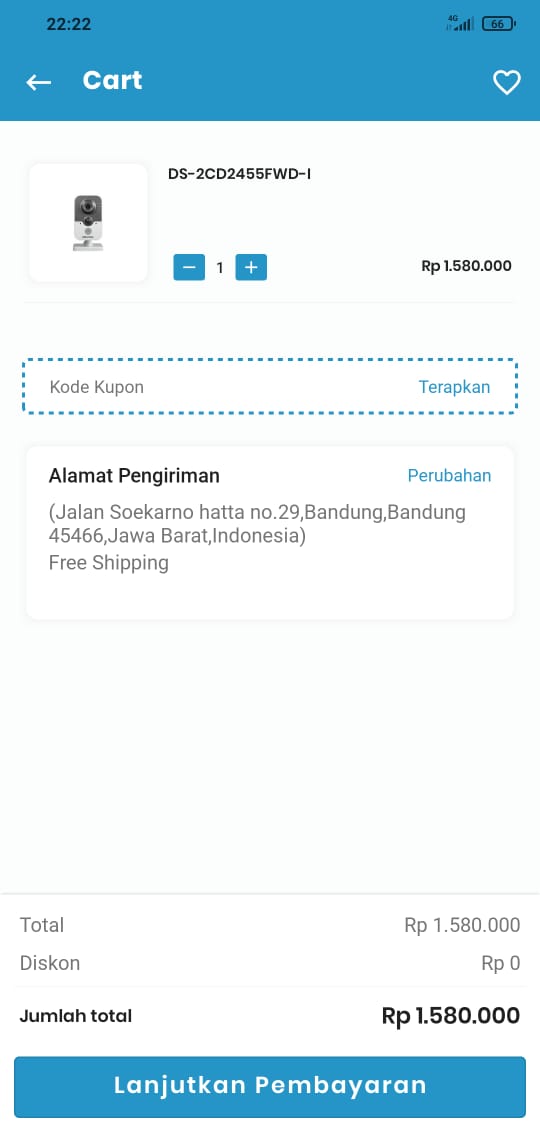 22:22
4G
66
Cart
DS-2CD2455FWD-I
1
Rp 1.580.000
Kode Kupon
Terapkan
Alamat Pengiriman
Perubahan
(Jalan Soekarno hatta no.29,Bandung,Bandung
45466,Jawa Barat,Indonesia)
Free Shipping
Total
Rp 1.580.000
Diskon
Rp 0
Jumlah total
Rp 1.580.000
Lanjutkan Pembayaran